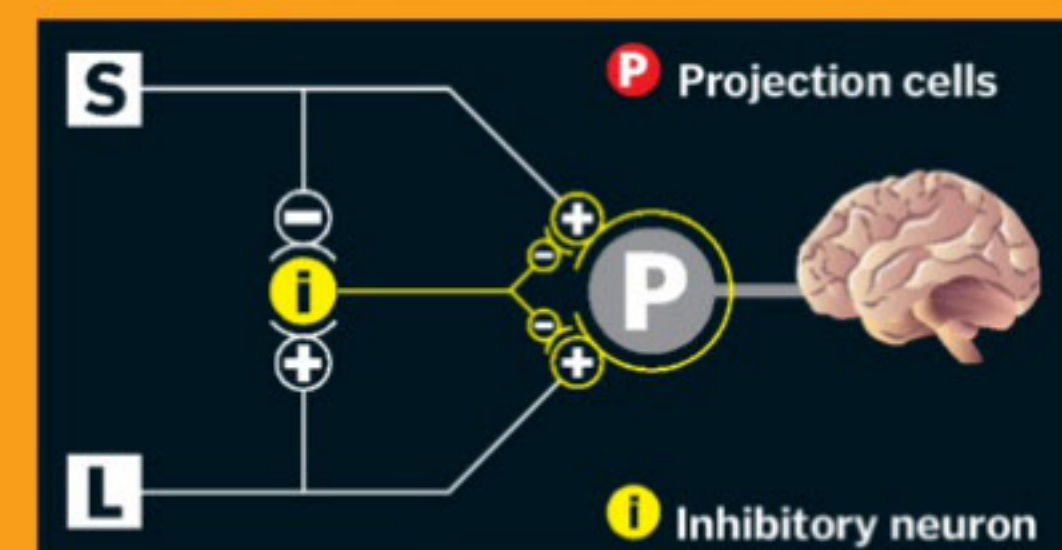 S
P Projection cells
−
+
i
−
P
−
+
+
L
i Inhibitory neuron